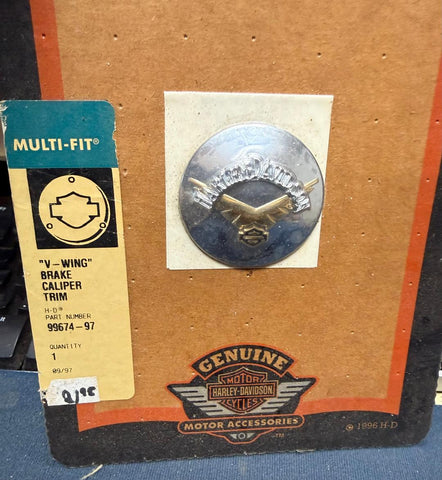 MULTI-FIT®
"V-WING"
BRAKE
CALIPER
TRIM
H-D®
PART NUMBER
99674-97
QUANTITY
1
09/97
HARLEY-DAVIDSON
GENUINE
MOTOR
HARLEY-DAVIDSON
CYCLES
MOTOR ACCESSORIES
TM
© 1996 H-D